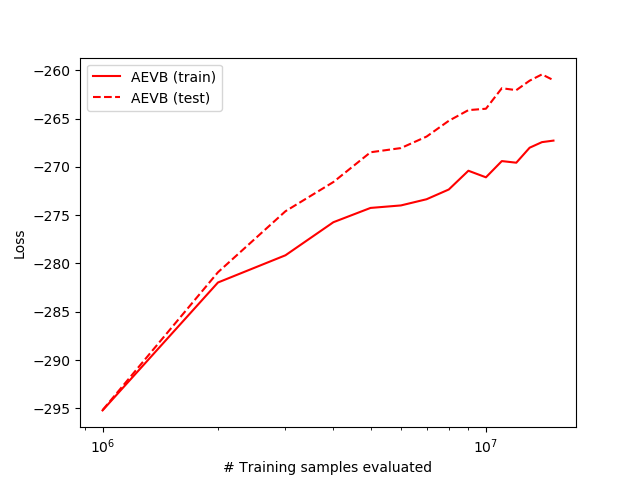 AEVB (train)
AEVB (test)
−260
−265
−270
−275
−280
−285
−290
−295
Loss
10⁶
10⁷
# Training samples evaluated